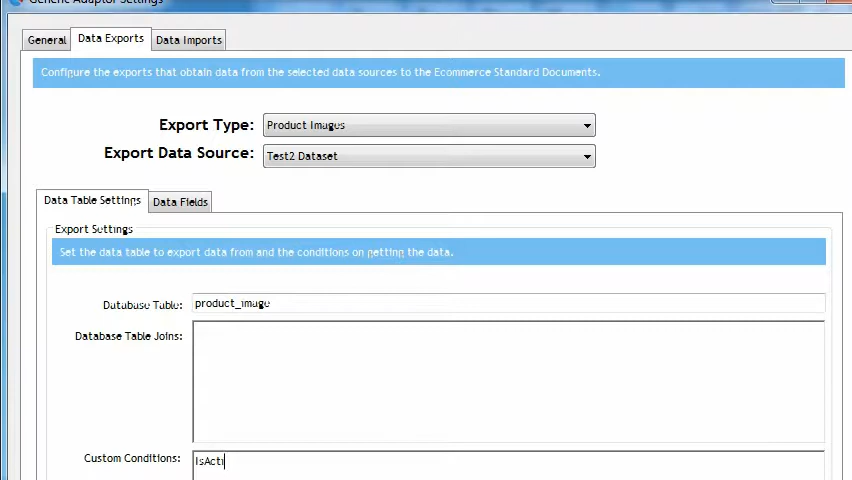 Generic Adaptor Settings
General Data Exports Data Imports
Configure the exports that obtain data from the selected data sources to the Ecommerce Standard Documents.
Export Type: Product Images
Export Data Source: Test2 Dataset
Data Table Settings Data Fields
Export Settings
Set the data table to export data from and the conditions on getting the data.
Database Table: product_image
Database Table Joins:
Custom Conditions: IsActi